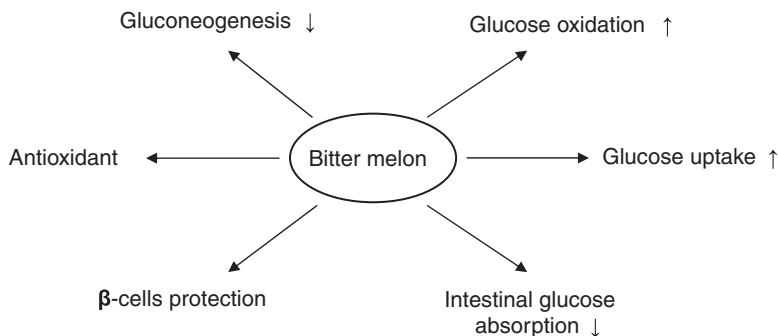 Gluconeogenesis ↓
Glucose oxidation ↑
Antioxidant
Bitter melon
Glucose uptake ↑
β-cells protection
Intestinal glucose
absorption ↓